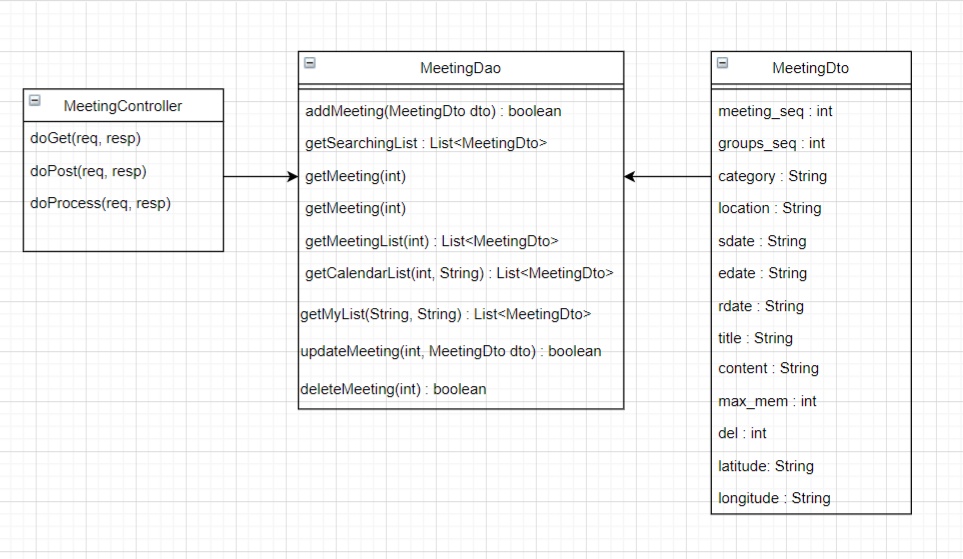 MeetingController
doGet(req, resp)
doPost(req, resp)
doProcess(req, resp)
MeetingDao
addMeeting(MeetingDto dto) : boolean
getSearchingList : List<MeetingDto>
getMeeting(int)
getMeeting(int)
getMeetingList(int) : List<MeetingDto>
getCalendarList(int, String) : List<MeetingDto>
getMyList(String, String) : List<MeetingDto>
updateMeeting(int, MeetingDto dto) : boolean
deleteMeeting(int) : boolean
MeetingDto
meeting_seq : int
groups_seq : int
category : String
location : String
sdate : String
edate : String
rdate : String
title : String
content : String
max_mem : int
del : int
latitude: String
longitude : String